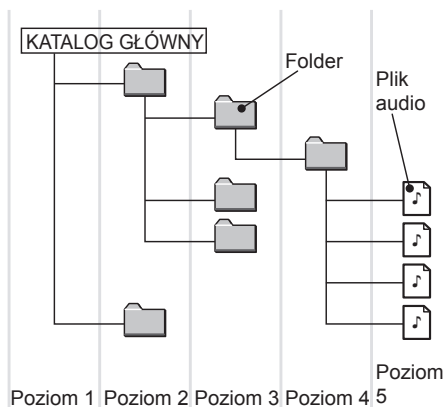 KATALOG GŁÓWNY
Folder
Plik
audio
Poziom 1
Poziom 2
Poziom 3
Poziom 4
Poziom
5